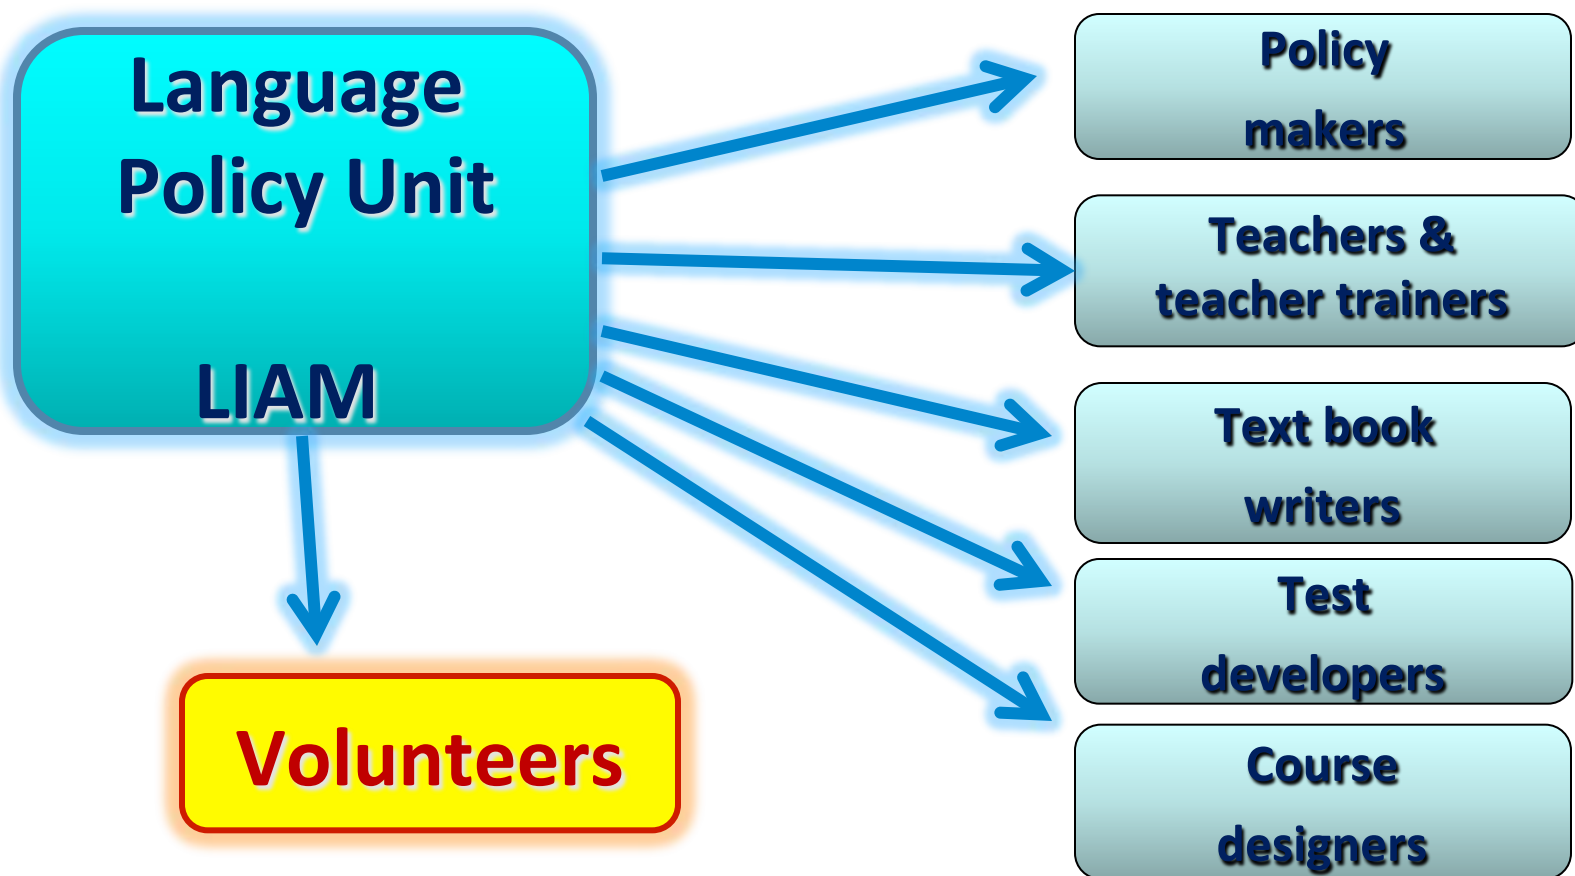 Language
Policy Unit
LIAM
Volunteers
Policy
makers
Teachers &
teacher trainers
Text book
writers
Test
developers
Course
designers